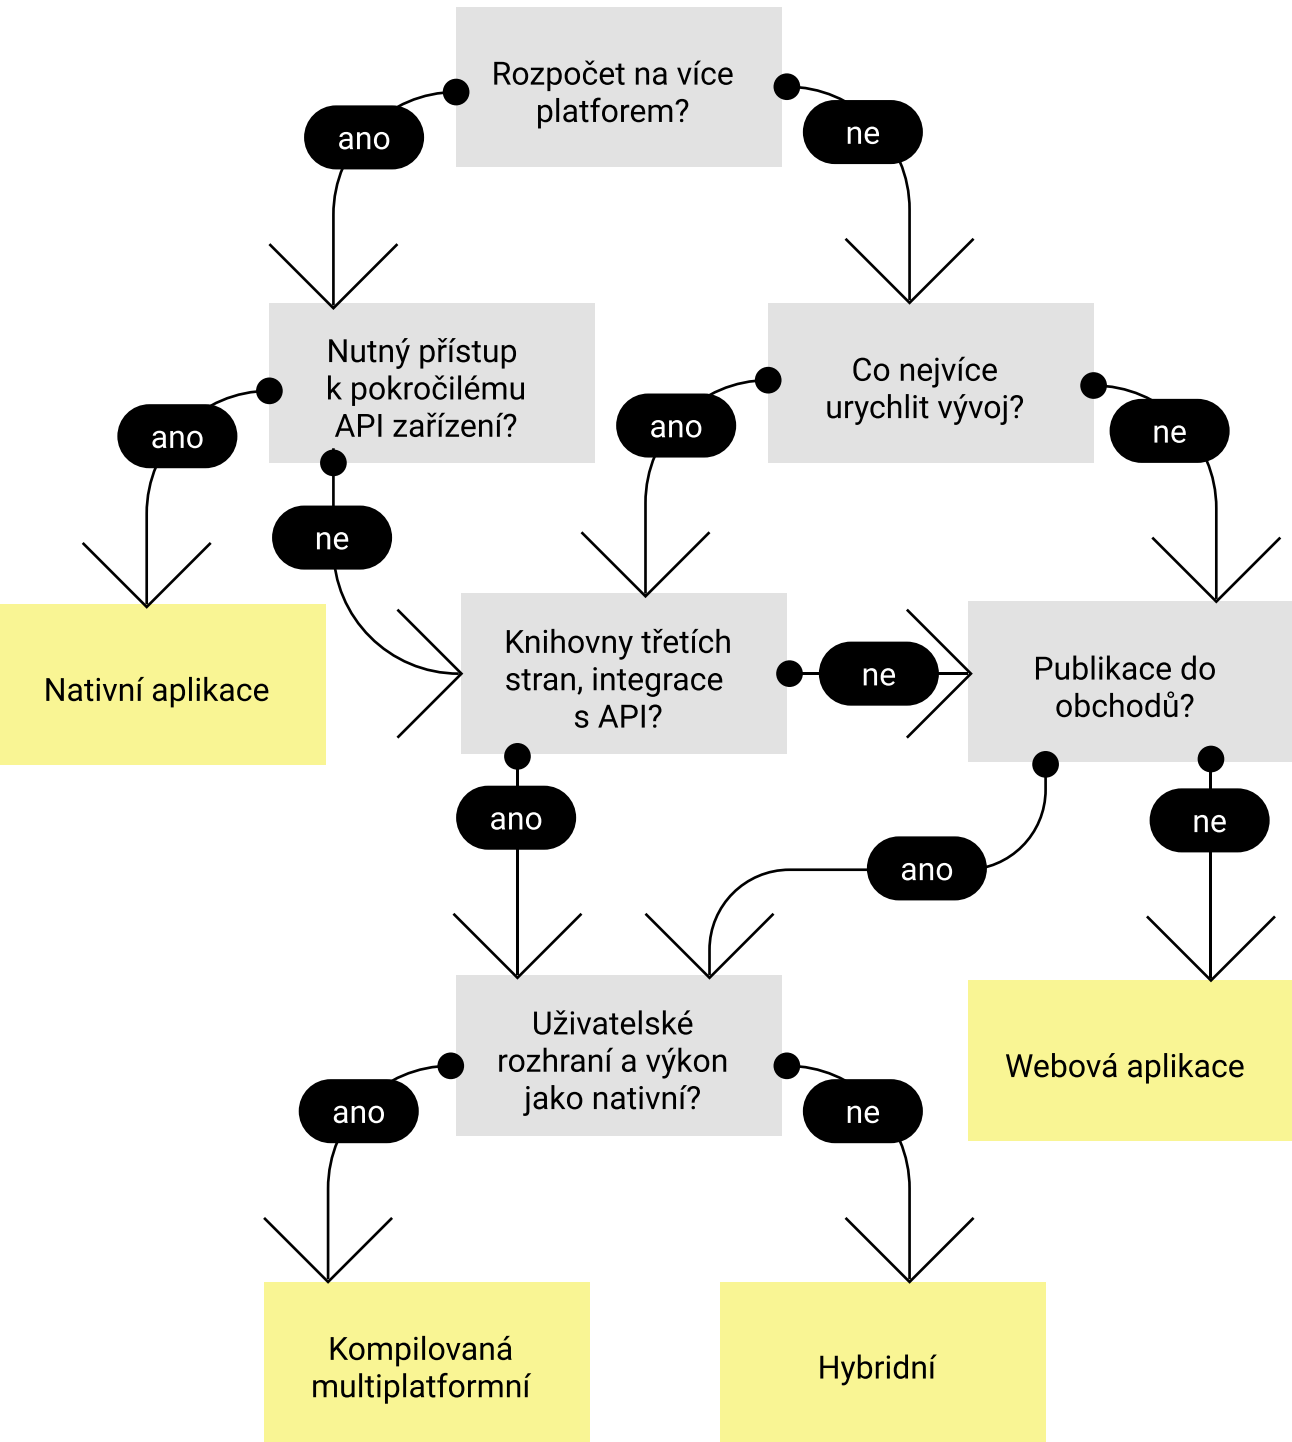 Rozpočet na více
platforem?
ano
ne
Nutný přístup
k pokročilému
API zařízení?
Co nejvíce
urychlit vývoj?
ano
ano
ne
ne
Nativní aplikace
Knihovny třetích
stran, integrace
s API?
ne
Publikace do
obchodů?
ano
ne
ano
Uživatelské
rozhraní a výkon
jako nativní?
Webová aplikace
ano
ne
Kompilovaná
multiplatformní
Hybridní